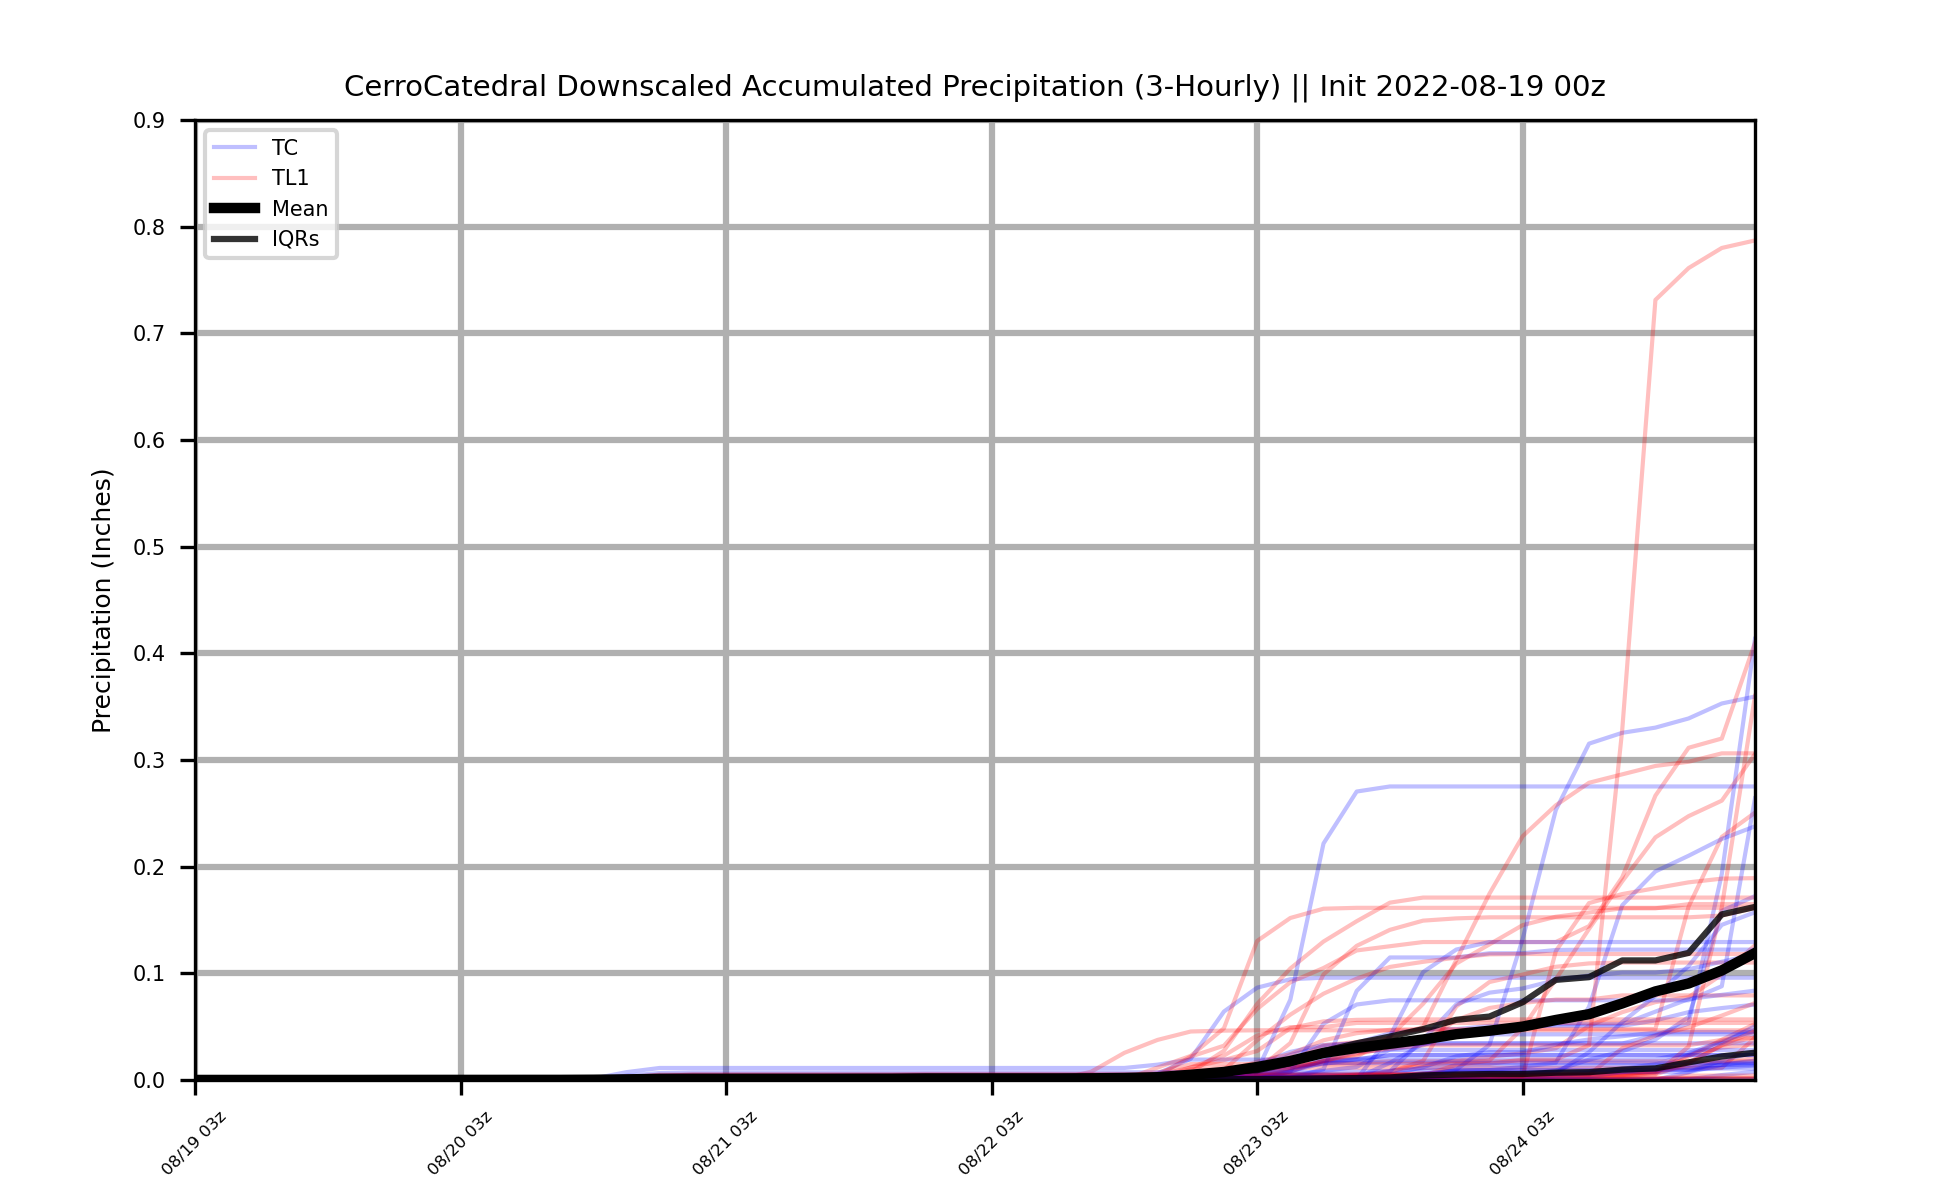 CerroCatedral Downscaled Accumulated Precipitation (3-Hourly) || Init 2022-08-19 00z
TC
TL1
Mean
IQRs
Precipitation (Inches)
0.9
0.8
0.7
0.6
0.5
0.4
0.3
0.2
0.1
0.0
08/19 03z
08/20 03z
08/21 03z
08/22 03z
08/23 03z
08/24 03z